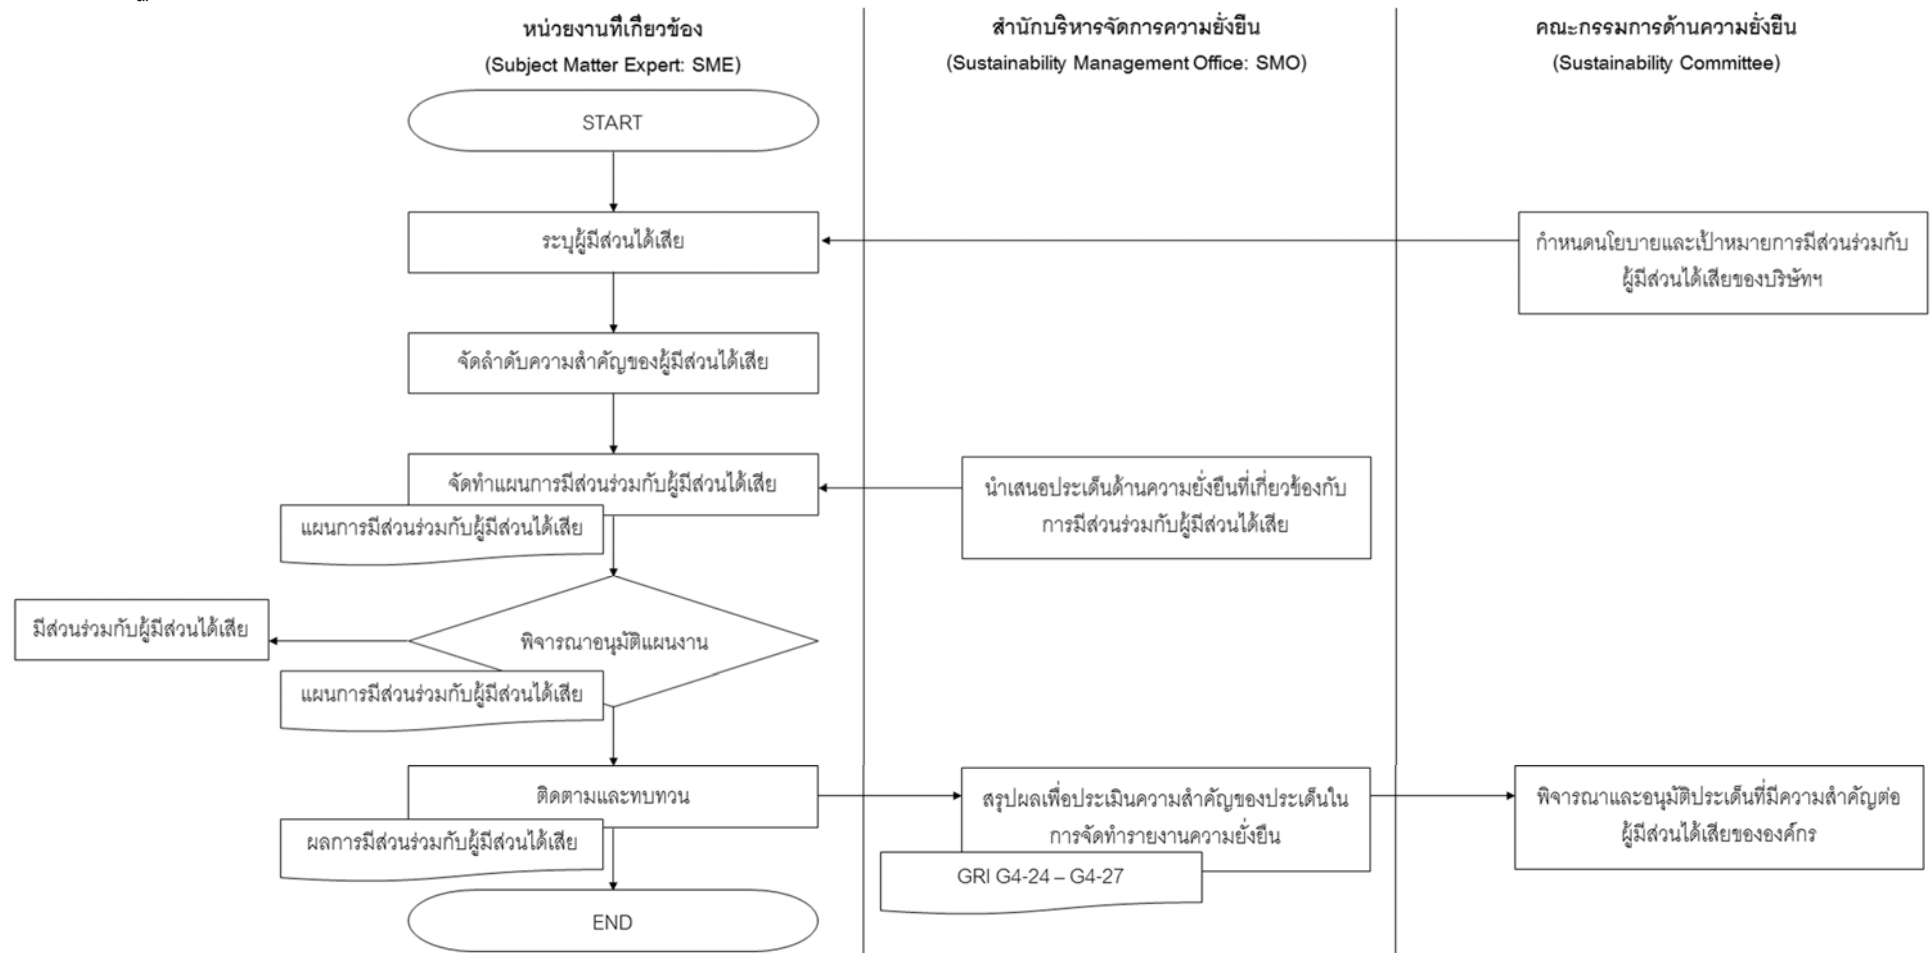 หน่วยงานที่เกี่ยวข้อง
(Subject Matter Expert: SME)
สำนักบริหารจัดการความยั่งยืน
(Sustainability Management Office: SMO)
คณะกรรมการด้านความยั่งยืน
(Sustainability Committee)
START
ระบุผู้มีส่วนได้เสีย
กำหนดนโยบายและเป้าหมายการมีส่วนร่วมกับ
ผู้มีส่วนได้เสียของบริษัทฯ
จัดลำดับความสำคัญของผู้มีส่วนได้เสีย
จัดทำแผนการมีส่วนร่วมกับผู้มีส่วนได้เสีย
นำเสนอประเด็นด้านความยั่งยืนที่เกี่ยวข้องกับ
การมีส่วนร่วมกับผู้มีส่วนได้เสีย
แผนการมีส่วนร่วมกับผู้มีส่วนได้เสีย
มีส่วนร่วมกับผู้มีส่วนได้เสีย
พิจารณาอนุมัติแผนงาน
แผนการมีส่วนร่วมกับผู้มีส่วนได้เสีย
ติดตามและทบทวน
สรุปผลเพื่อประเมินความสำคัญของประเด็นใน
การจัดทำรายงานความยั่งยืน
พิจารณาและอนุมัติประเด็นที่มีความสำคัญต่อ
ผู้มีส่วนได้เสียขององค์กร
ผลการมีส่วนร่วมกับผู้มีส่วนได้เสีย
GRI G4-24 – G4-27
END